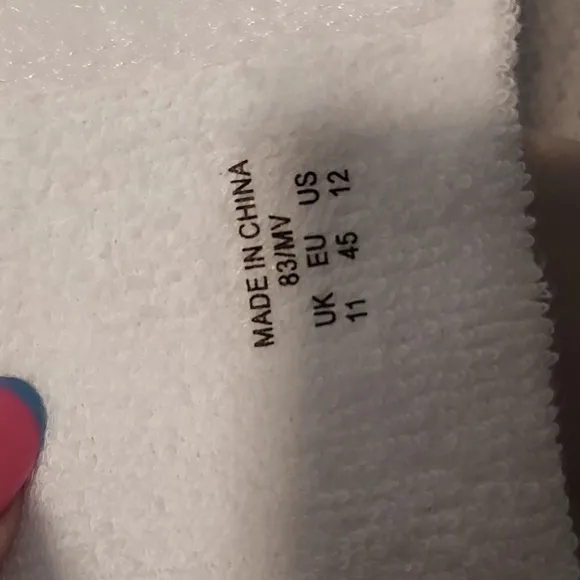 MADE IN CHINA
83/MV
UK EU US
11 45 12